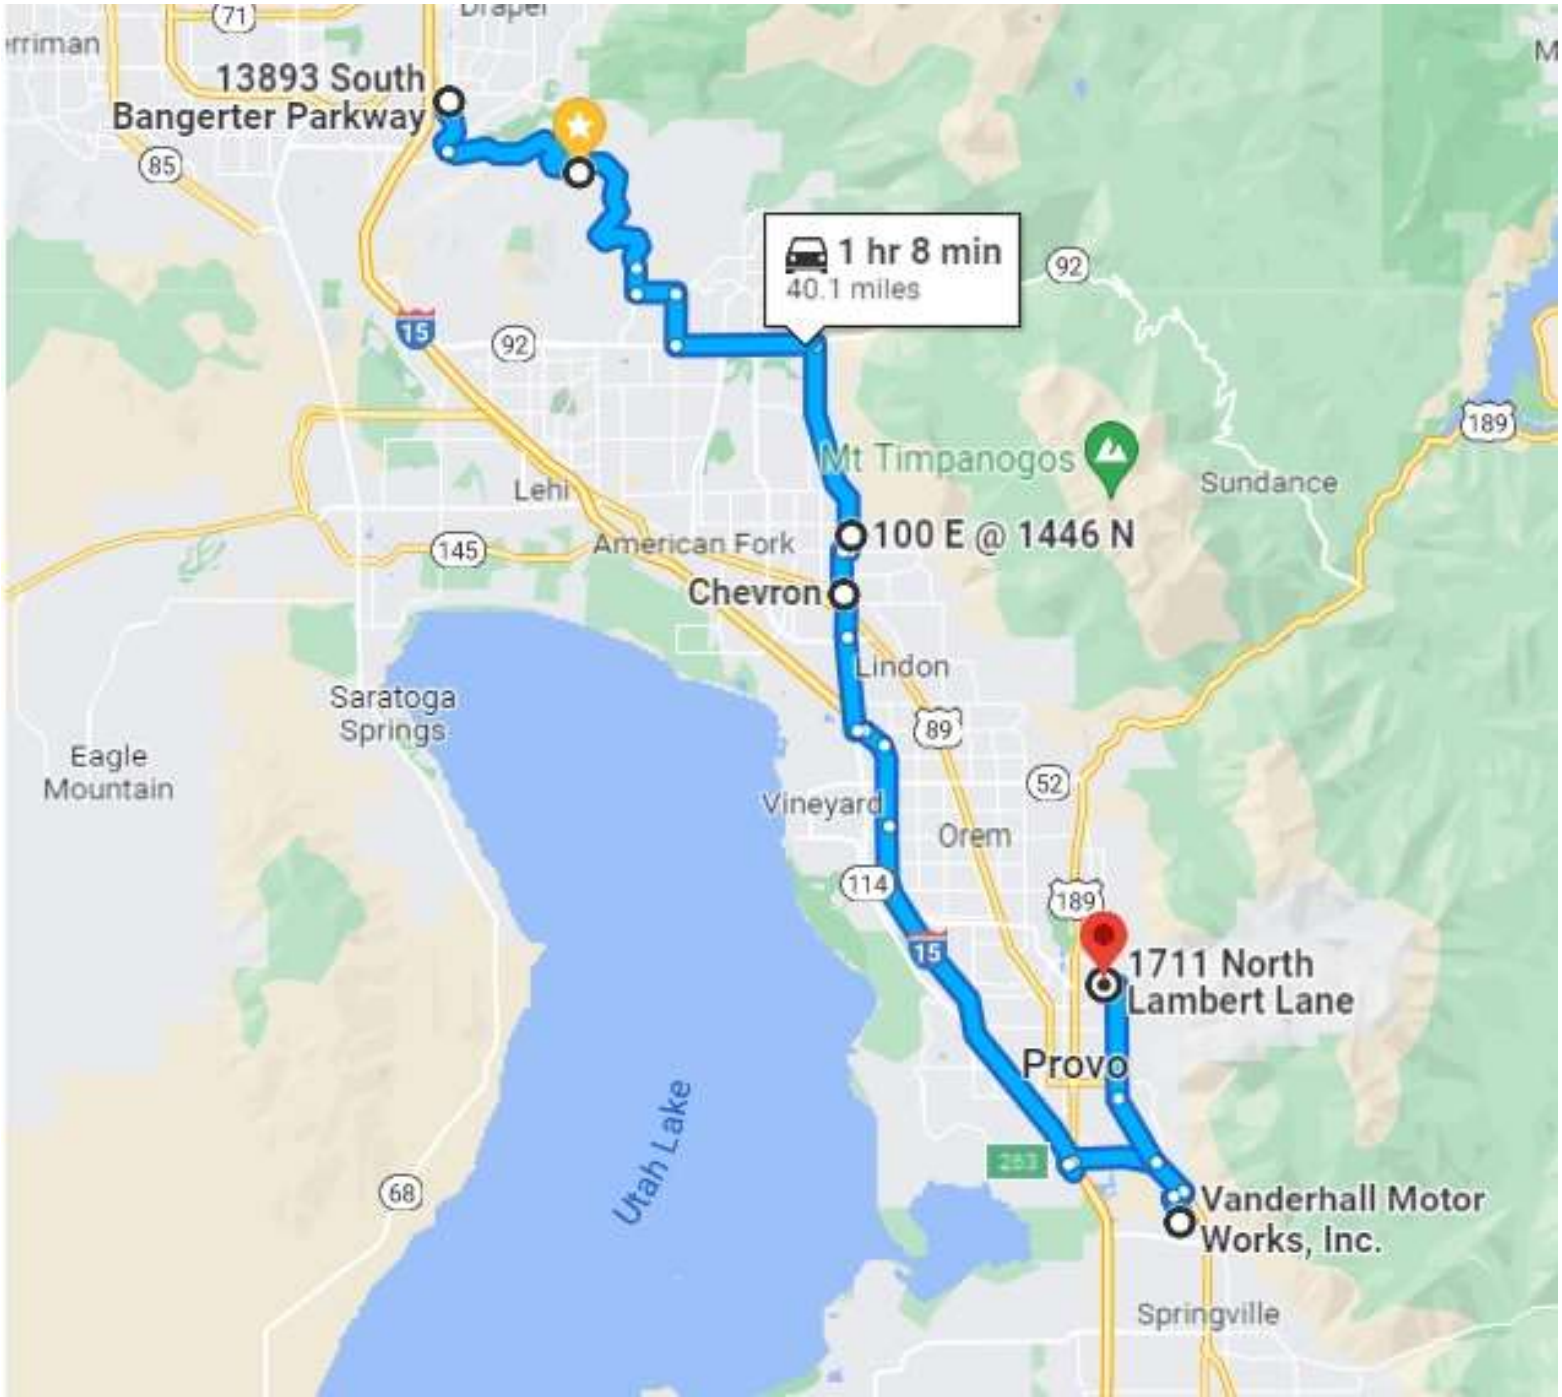 Draper
71
rriman
13893 South
Bangerter Parkway
85
1 hr 8 min
40.1 miles
92
15
92
189
Mt Timpanogos
Sundance
Lehi
100 E @ 1446 N
American Fork
145
Chevron
Lindon
Saratoga
Springs
89
Eagle
Mountain
52
Vineyard
Orem
114
189
15
1711 North
Lambert Lane
Provo
Utah Lake
263
68
Vanderhall Motor
Works, Inc.
Springville